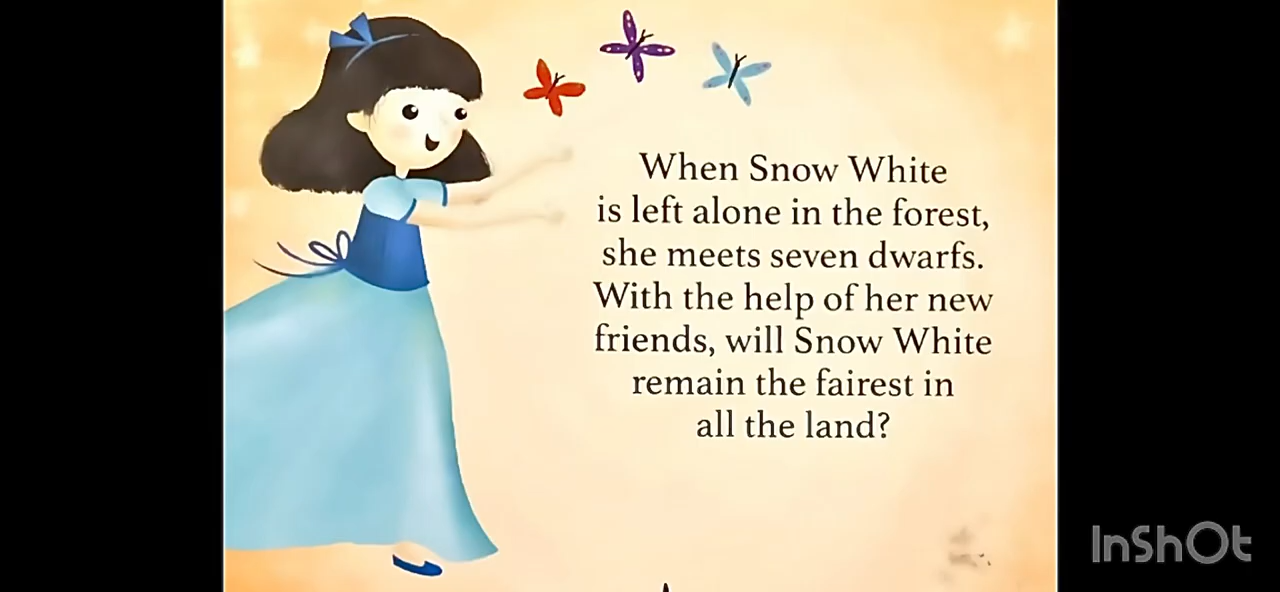 When Snow White
is left alone in the forest,
she meets seven dwarfs.
With the help of her new
friends, will Snow White
remain the fairest in
all the land?
InShOt